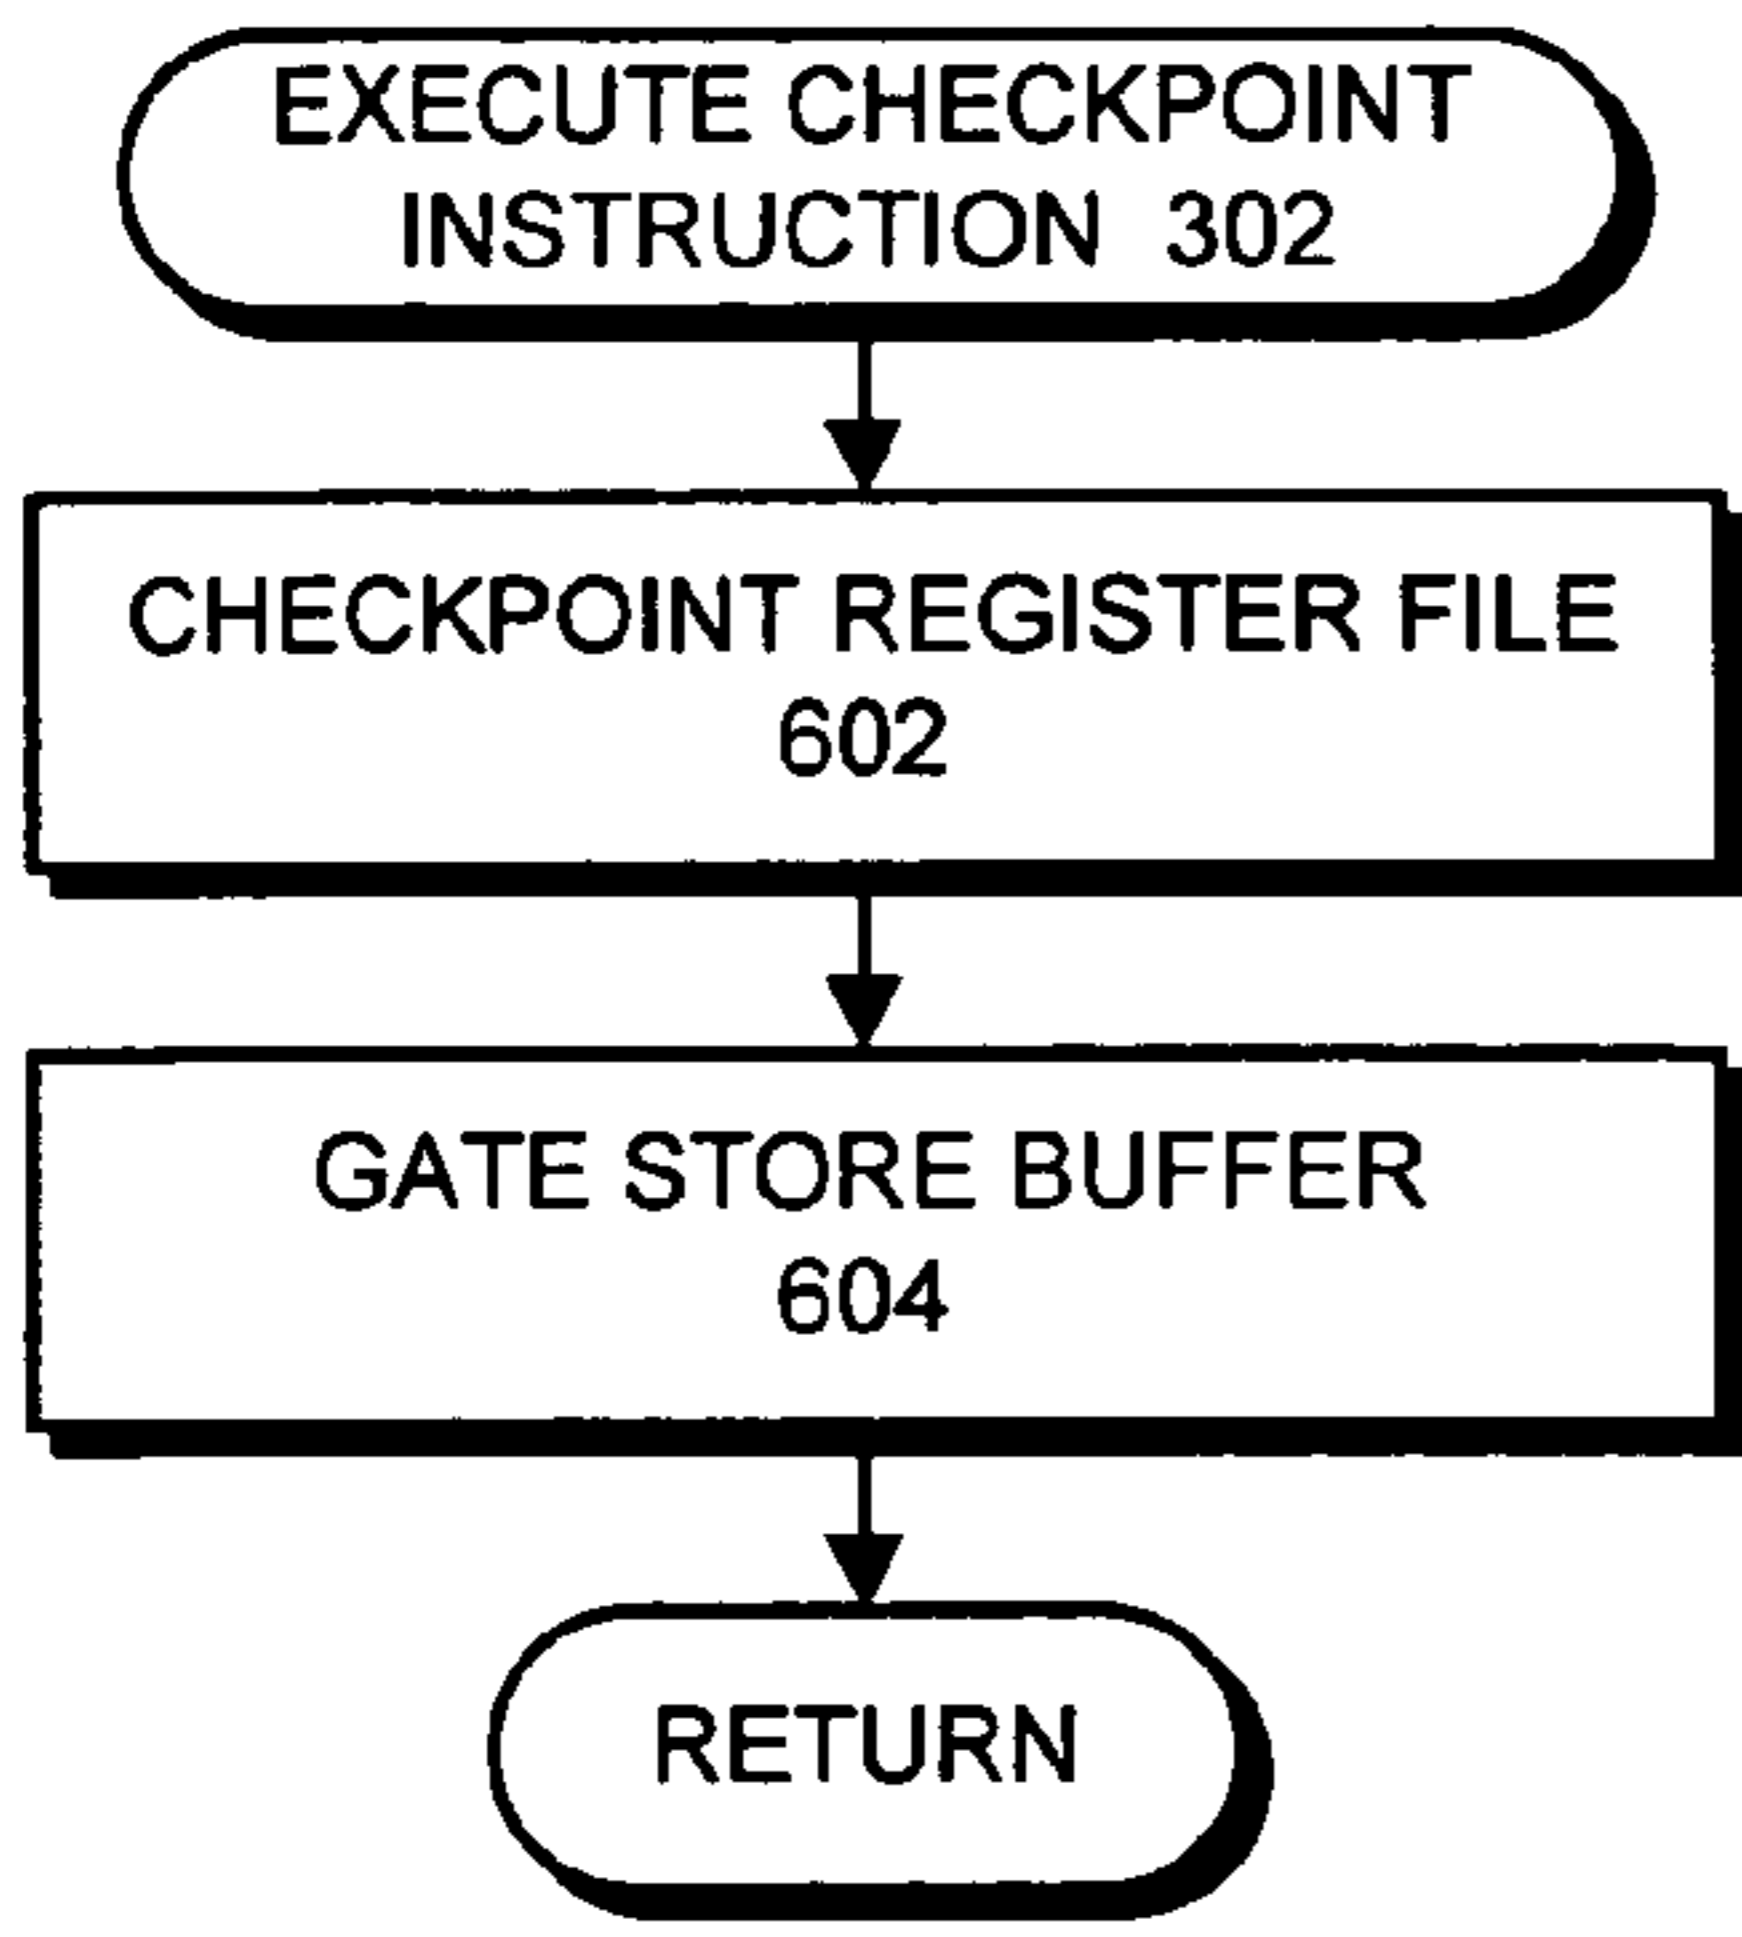 EXECUTE CHECKPOINT
INSTRUCTION 302
CHECKPOINT REGISTER FILE
602
GATE STORE BUFFER
604
RETURN